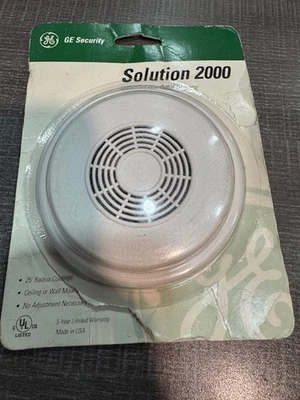 GE Security
Solution 2000
• 25' Radius Coverage
• Ceiling or Wall Mount
• No Adjustment Necessary
UL
LISTED
5-Year Limited Warranty
Made in USA